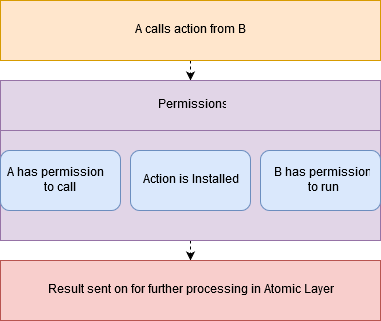 A calls action from B
Permissions
A has permission
to call
Action is Installed
B has permission
to run
Result sent on for further processing in Atomic Layer